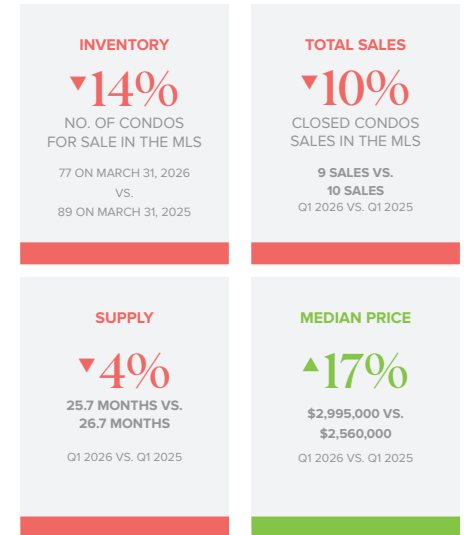 INVENTORY
▼14%
NO. OF CONDOS
FOR SALE IN THE MLS
77 ON MARCH 31, 2026
VS.
89 ON MARCH 31, 2025
TOTAL SALES
▼10%
CLOSED CONDOS
SALES IN THE MLS
9 SALES VS.
10 SALES
Q1 2026 VS. Q1 2025
SUPPLY
▼4%
25.7 MONTHS VS.
26.7 MONTHS
Q1 2026 VS. Q1 2025
MEDIAN PRICE
▲17%
$2,995,000 VS.
$2,560,000
Q1 2026 VS. Q1 2025